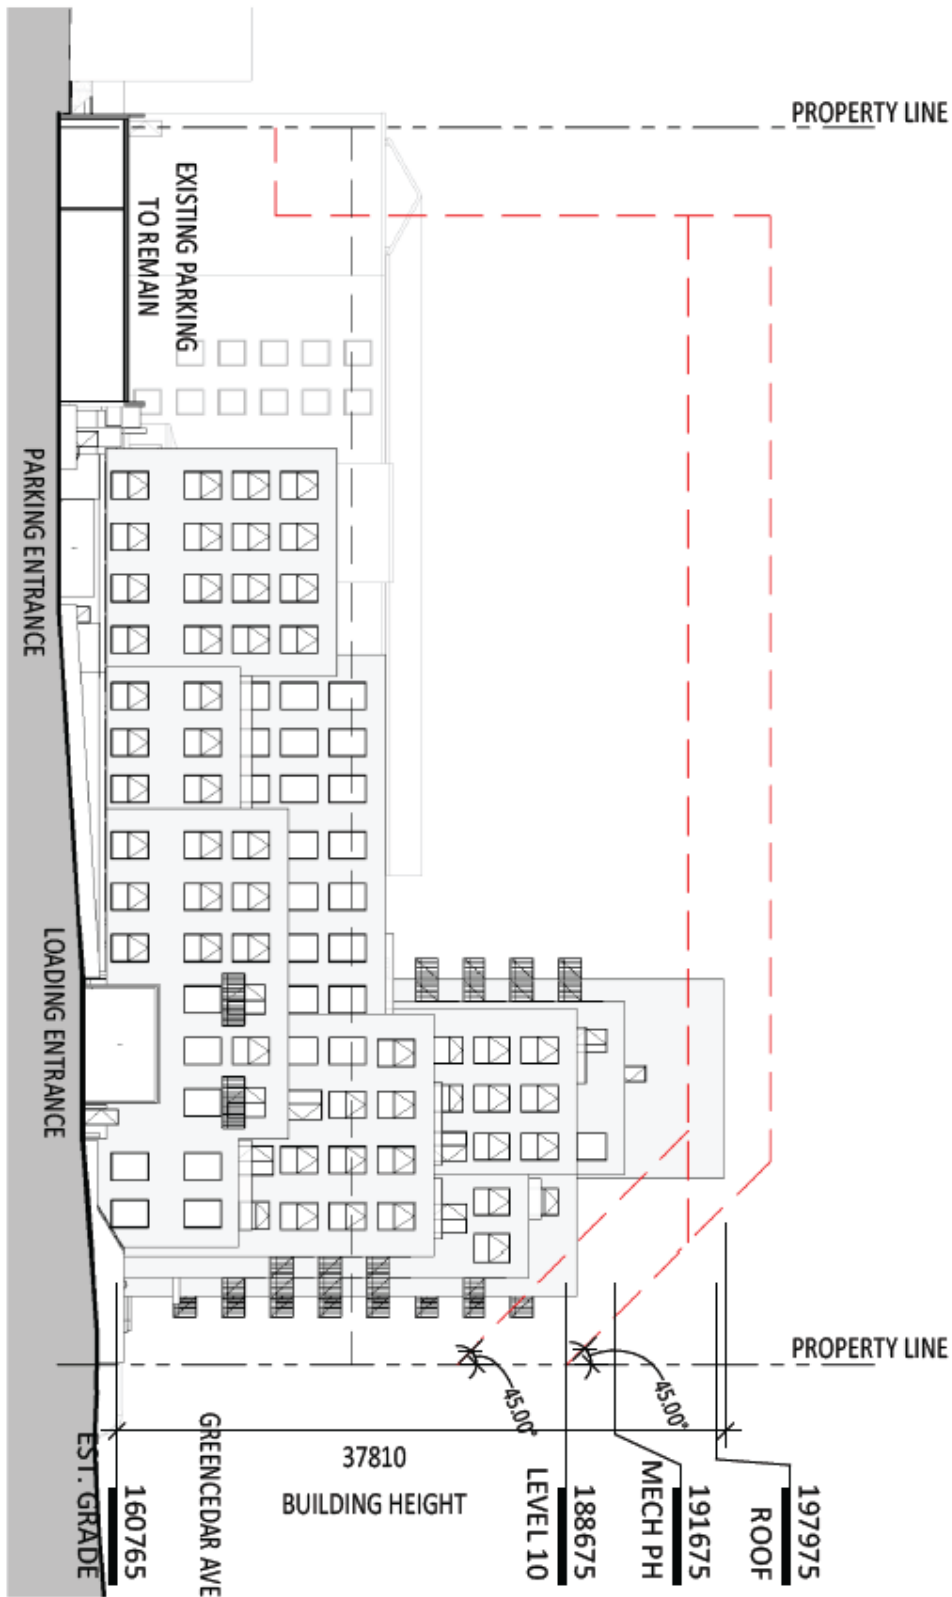 PROPERTY LINE
EXISTING PARKING
TO REMAIN
PARKING ENTRANCE
LOADING ENTRANCE
PROPERTY LINE
45.00°
45.00°
GREENCEDAR AVE
37810
BUILDING HEIGHT
197975
ROOF
191675
MECH PH
188675
LEVEL 10
160765
EST. GRADE